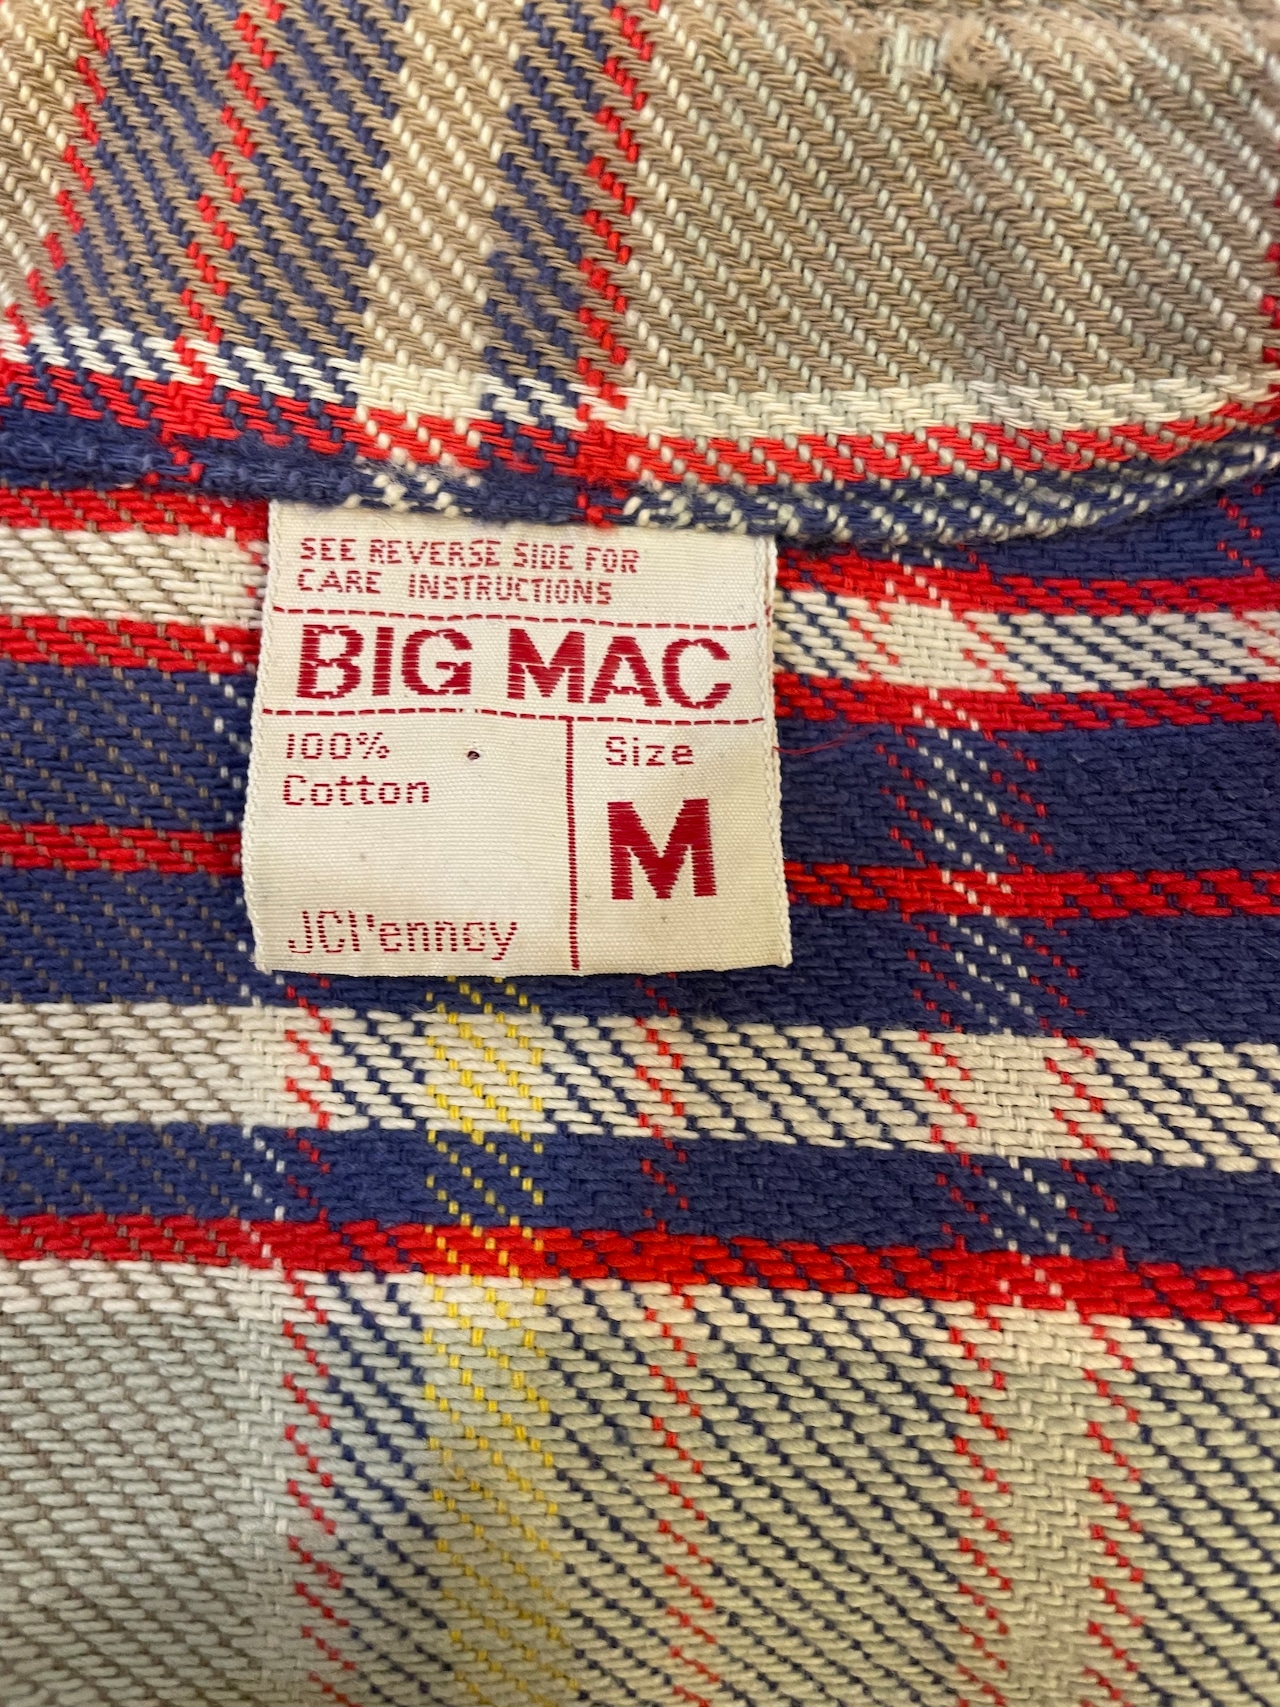 SEE REVERSE SIDE FOR
CARE INSTRUCTIONS
BIG MAC
100%
Cotton
Size
M
JCPenney